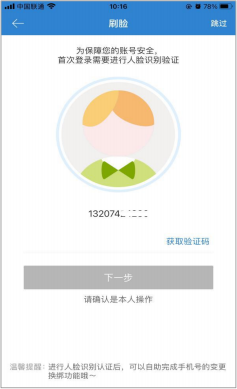 中国联通 10:16 78%
刷脸 跳过
为保障您的账号安全,
首次登录需要进行人脸识别验证
132074
获取验证码
下一步
请确认是本人操作
温馨提醒: 进行人脸识别认证后，可以自助完成手机号的变更
换绑功能哦~